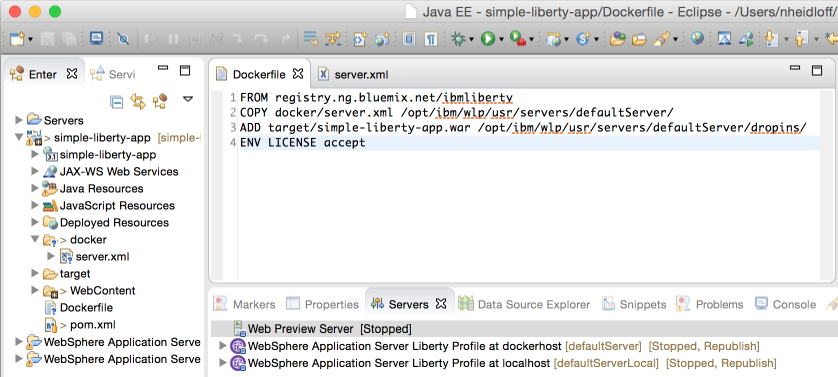 Java EE - simple-liberty-app/Dockerfile - Eclipse - /Users/nheidloff/
Enter
Servi
Servers
> simple-liberty-app [simple-
simple-liberty-app
JAX-WS Web Services
Java Resources
JavaScript Resources
Deployed Resources
> docker
server.xml
target
> WebContent
Dockerfile
> pom.xml
WebSphere Application Serve
WebSphere Application Serve
Dockerfile
server.xml
1 FROM registry.ng.bluemix.net/ibmliberty
2 COPY docker/server.xml /opt/ibm/wlp/usr/servers/defaultServer/
3 ADD target/simple-liberty-app.war /opt/ibm/wlp/usr/servers/defaultServer/dropins/
4 ENV LICENSE accept
Markers
Properties
Servers
Data Source Explorer
Snippets
Problems
Console
Web Preview Server [Stopped]
WebSphere Application Server Liberty Profile at dockerhost [defaultServer] [Stopped, Republish]
WebSphere Application Server Liberty Profile at localhost [defaultServerLocal] [Stopped, Republish]